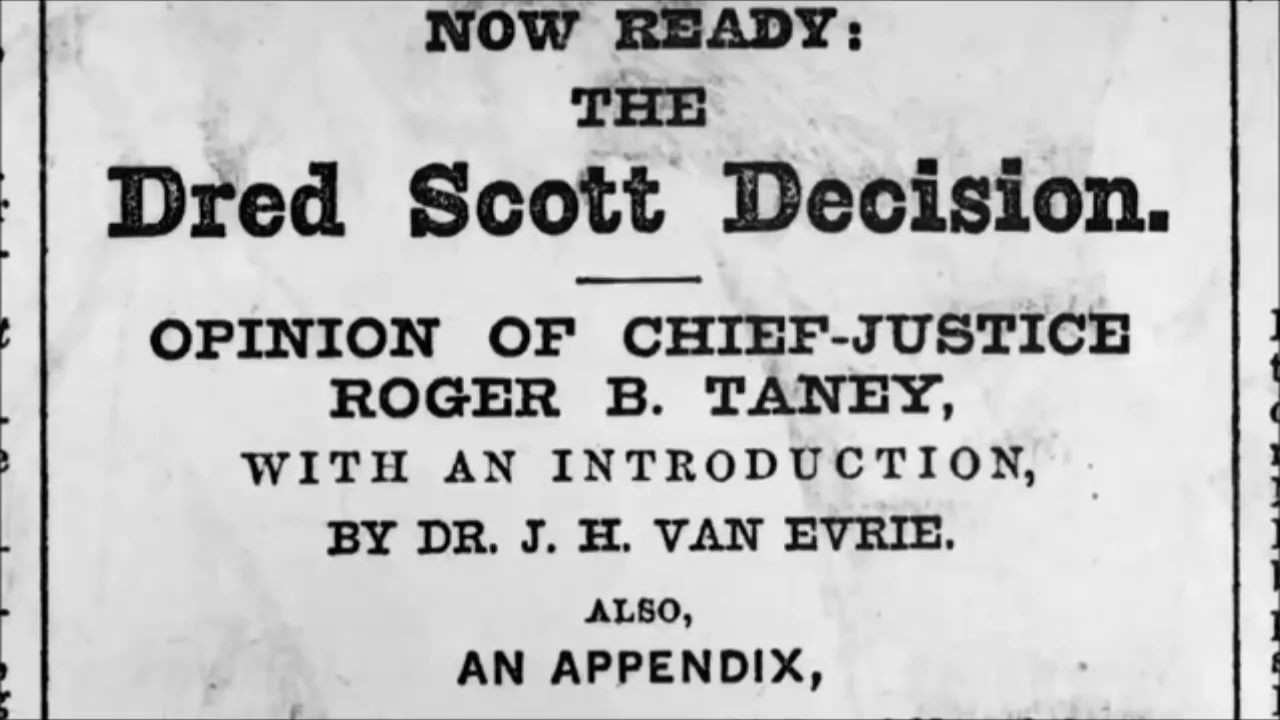 NOW READY:
THE
Dred Scott Decision.
OPINION OF CHIEF-JUSTICE
ROGER B. TANEY,
WITH AN INTRODUCTION,
BY DR. J. H. VAN EVRIE.
ALSO,
AN APPENDIX,